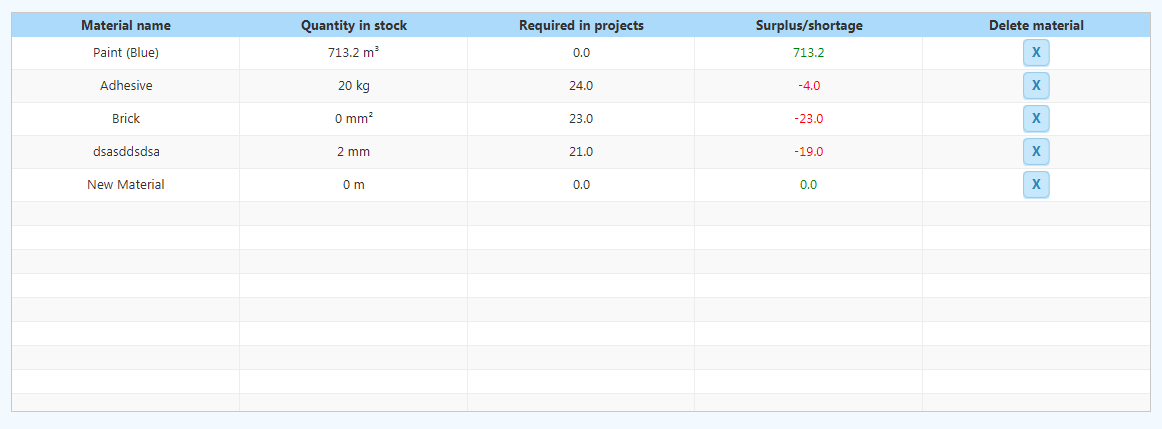 Material name Quantity in stock Required in projects Surplus/shortage Delete material
Paint (Blue) 713.2 m³ 0.0 713.2 X
Adhesive 20 kg 24.0 -4.0 X
Brick 0 mm² 23.0 -23.0 X
dsasddsdsa 2 mm 21.0 -19.0 X
New Material 0 m 0.0 0.0 X